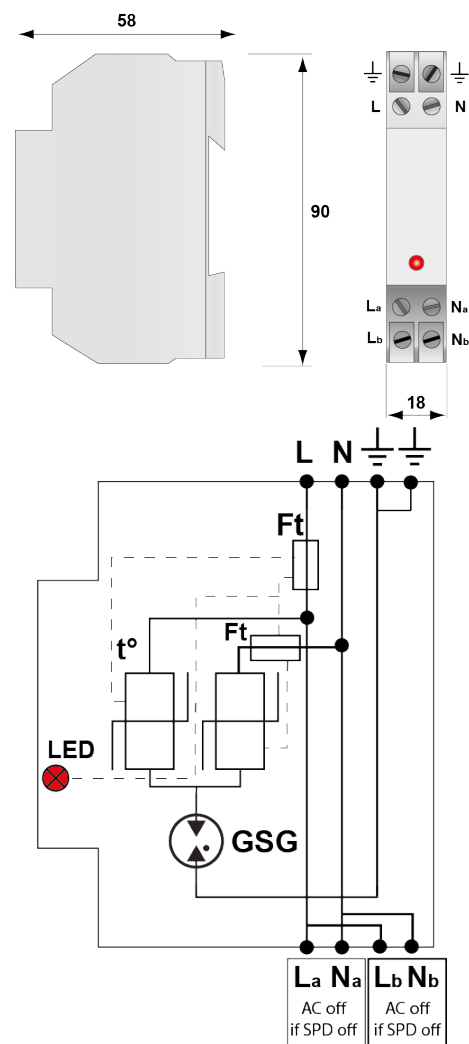 58
90
L N
La Na
Lb Nb
18
L N
Ft
Ft
t°
LED
GSG
La Na Lb Nb
AC off AC off
if SPD off if SPD off